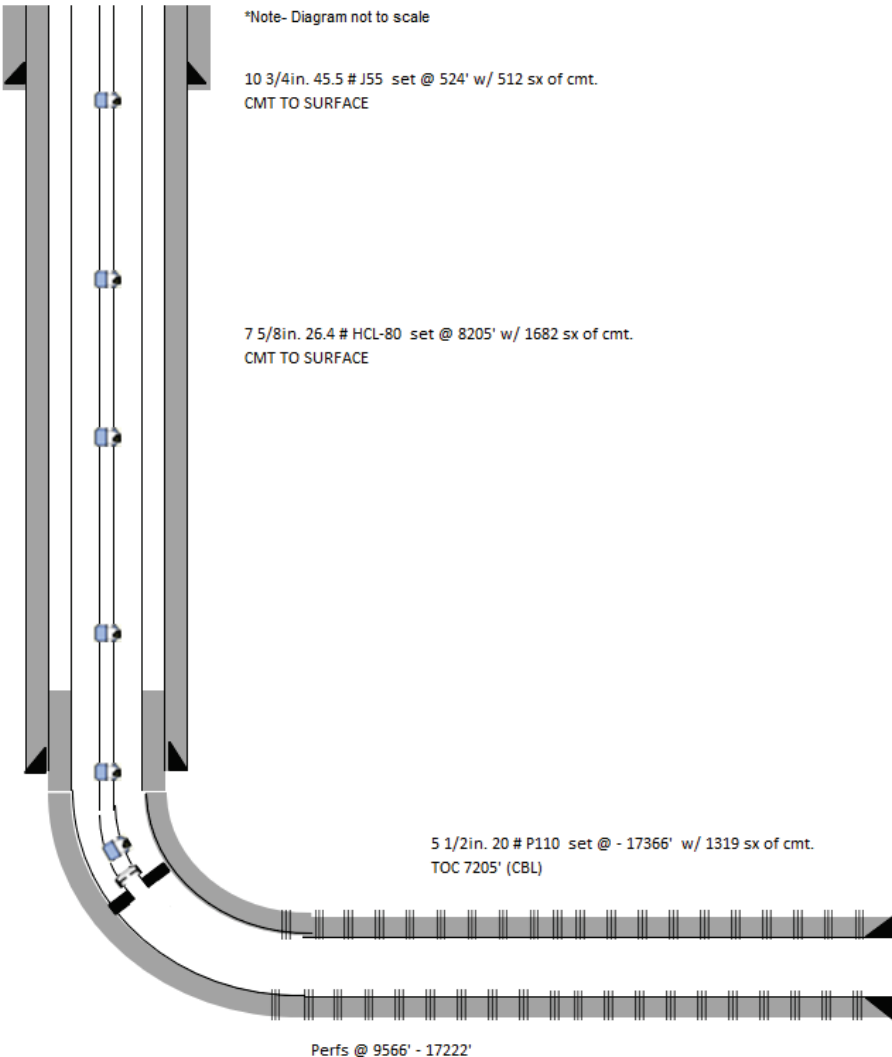 *Note- Diagram not to scale
10 3/4in. 45.5 # J55 set @ 524' w/ 512 sx of cmt.
CMT TO SURFACE
7 5/8in. 26.4 # HCL-80 set @ 8205' w/ 1682 sx of cmt.
CMT TO SURFACE
5 1/2in. 20 # P110 set @ - 17366' w/ 1319 sx of cmt.
TOC 7205' (CBL)
Perfs @ 9566' - 17222'